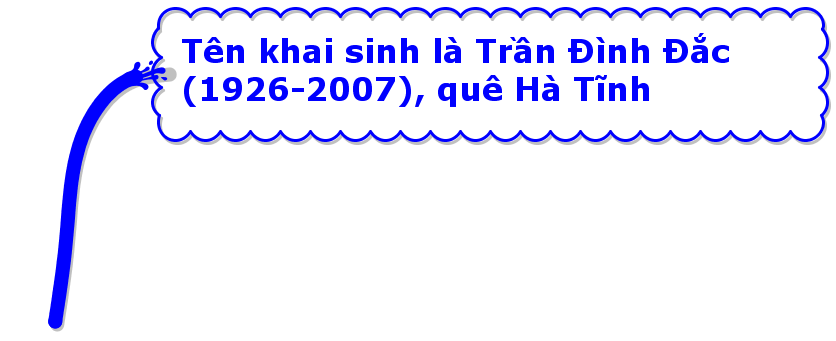 Tên khai sinh là Trần Đình Đắc
(1926-2007), quê Hà Tĩnh